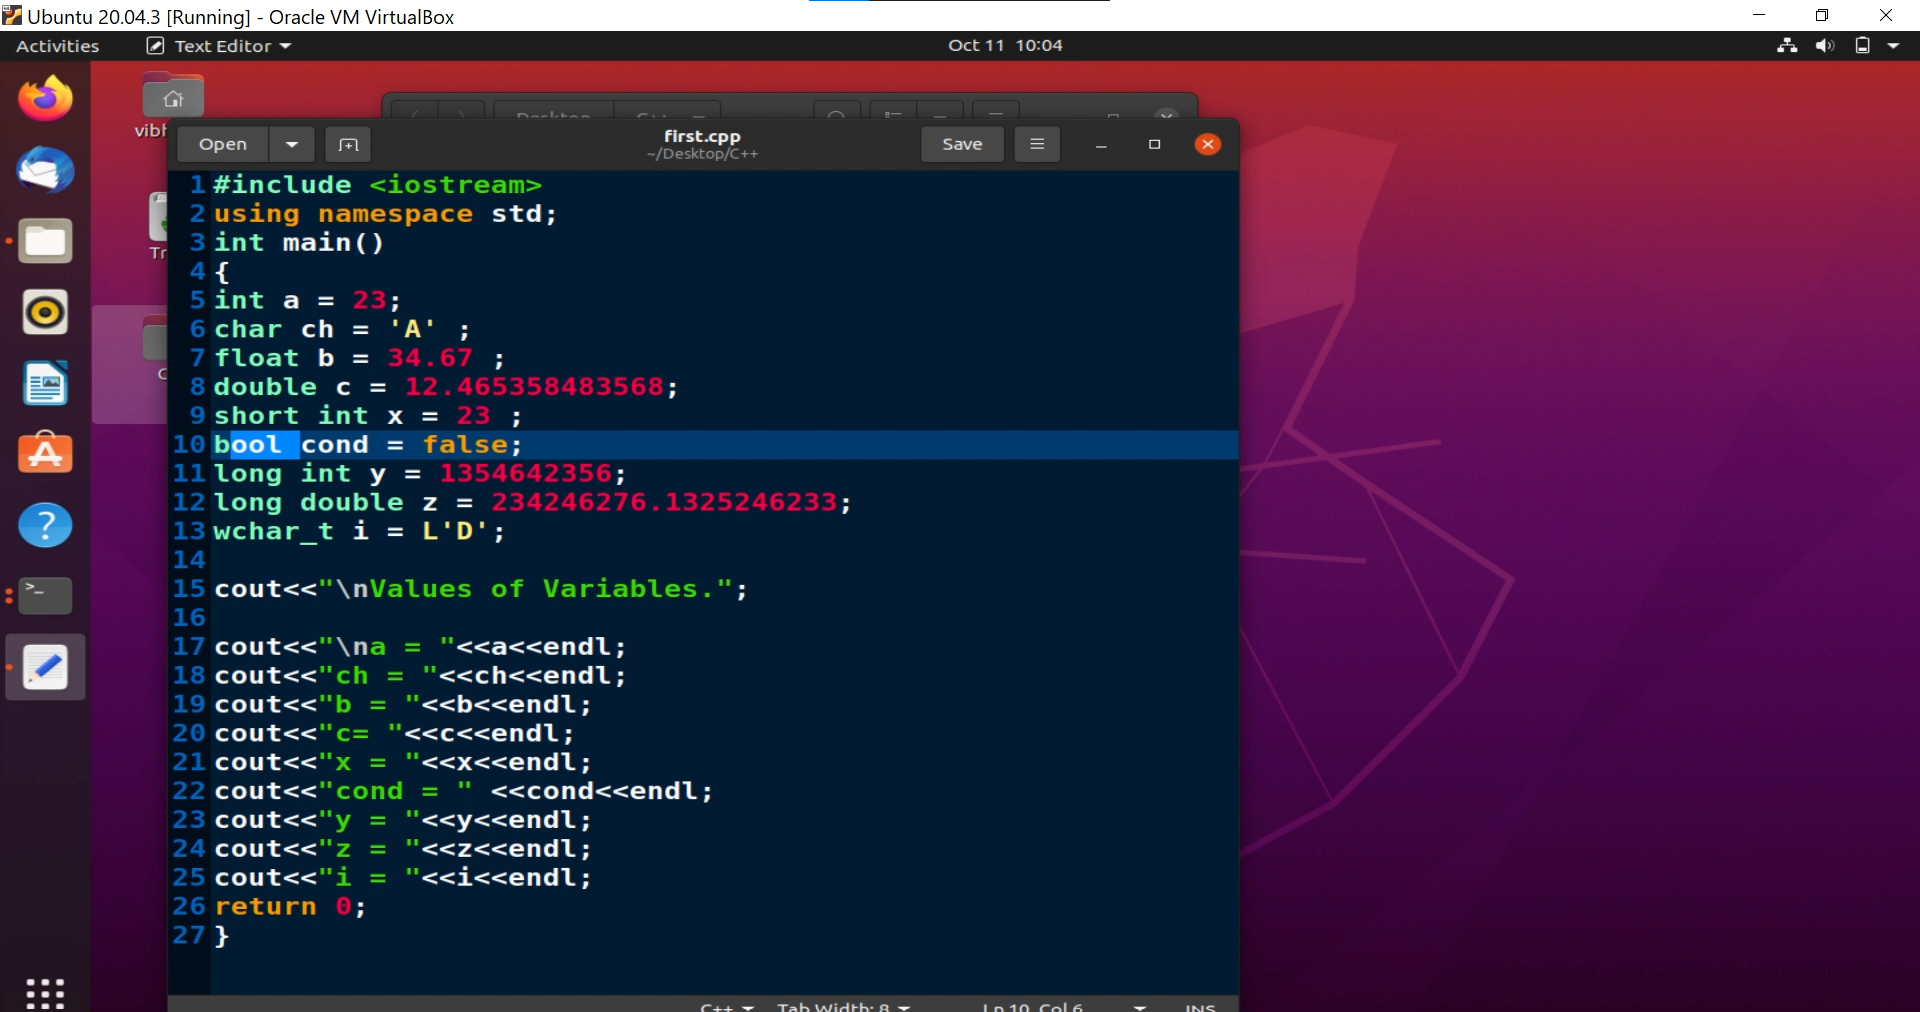 Ubuntu 20.04.3 [Running] - Oracle VM VirtualBox
Activities
Text Editor
Oct 11 10:04
Open
first.cpp
~/Desktop/C++
Save
1 #include <iostream>
2 using namespace std;
3 int main()
4 {
5 int a = 23;
6 char ch = 'A' ;
7 float b = 34.67 ;
8 double c = 12.465358483568;
9 short int x = 23 ;
10 bool cond = false;
11 long int y = 1354642356;
12 long double z = 234246276.1325246233;
13 wchar_t i = L'D';
14
15 cout<<"\nValues of Variables.";
16
17 cout<<"\na = "<<a<<endl;
18 cout<<"ch = "<<ch<<endl;
19 cout<<"b = "<<b<<endl;
20 cout<<"c= "<<c<<endl;
21 cout<<"x = "<<x<<endl;
22 cout<<"cond = " <<cond<<endl;
23 cout<<"y = "<<y<<endl;
24 cout<<"z = "<<z<<endl;
25 cout<<"i = "<<i<<endl;
26 return 0;
27 }
C++ Tab Width: 8 Ln 10, Col 6 INS